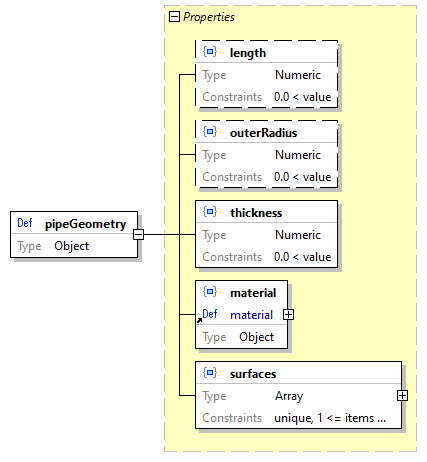 Properties
length
Type Numeric
Constraints 0.0 < value
outerRadius
Type Numeric
Constraints 0.0 < value
thickness
Type Numeric
Constraints 0.0 < value
Def pipeGeometry
Type Object
material
Def material
Type Object
surfaces
Type Array
Constraints unique, 1 <= items ...